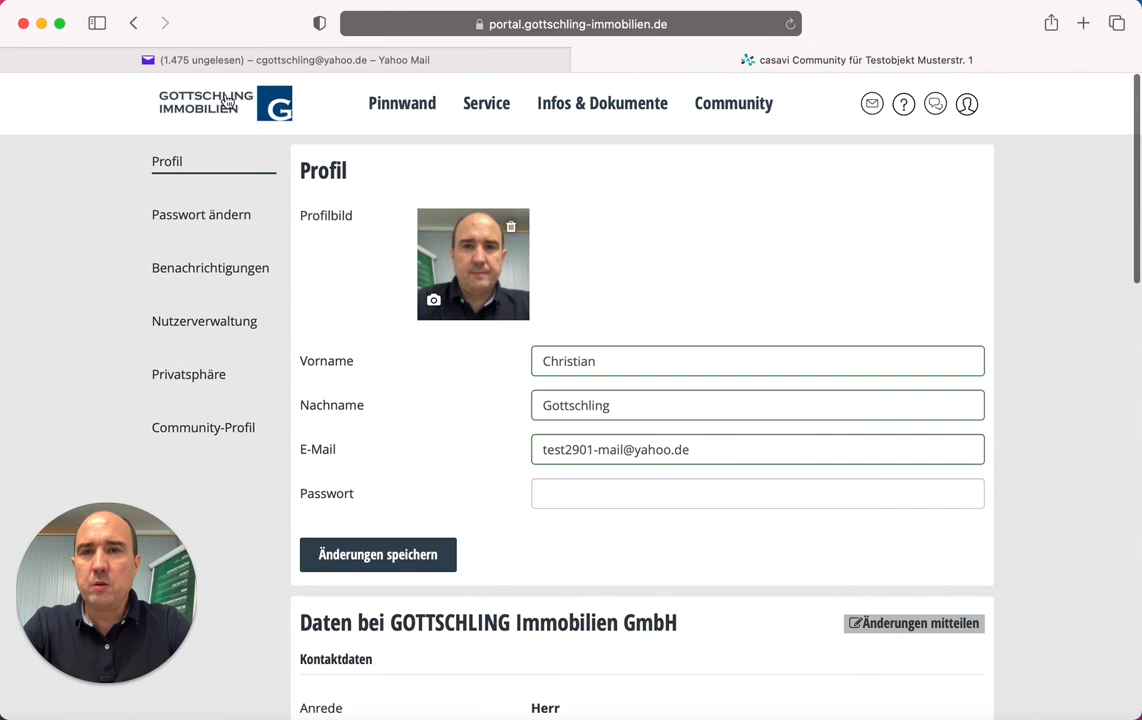 portal.gottschling-immobilien.de
(1.475 ungelesen) – cgottschling@yahoo.de – Yahoo Mail
casavi Community für Testobjekt Musterstr. 1
GOTTSCHLING
IMMOBILIEN
G
Pinnwand
Service
Infos & Dokumente
Community
?
Profil
Passwort ändern
Benachrichtigungen
Nutzerverwaltung
Privatsphäre
Community-Profil
Profil
Profilbild
Vorname
Christian
Nachname
Gottschling
E-Mail
test2901-mail@yahoo.de
Passwort
Änderungen speichern
Daten bei GOTTSCHLING Immobilien GmbH
Änderungen mitteilen
Kontaktdaten
Anrede
Herr